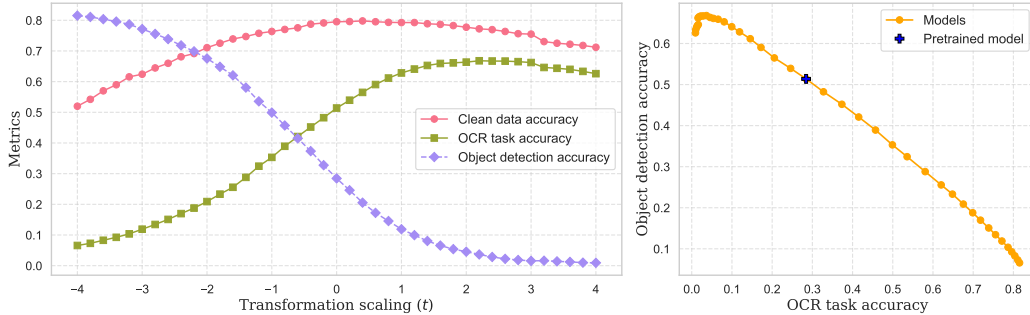 0.8
0.7
0.6
0.5
0.4
0.3
0.2
0.1
0.0
Metrics
Clean data accuracy
OCR task accuracy
Object detection accuracy
−4 −3 −2 −1 0 1 2 3 4
Transformation scaling (t)
0.6
0.5
0.4
0.3
0.2
0.1
Object detection accuracy
Models
Pretrained model
0.0 0.1 0.2 0.3 0.4 0.5 0.6 0.7 0.8
OCR task accuracy